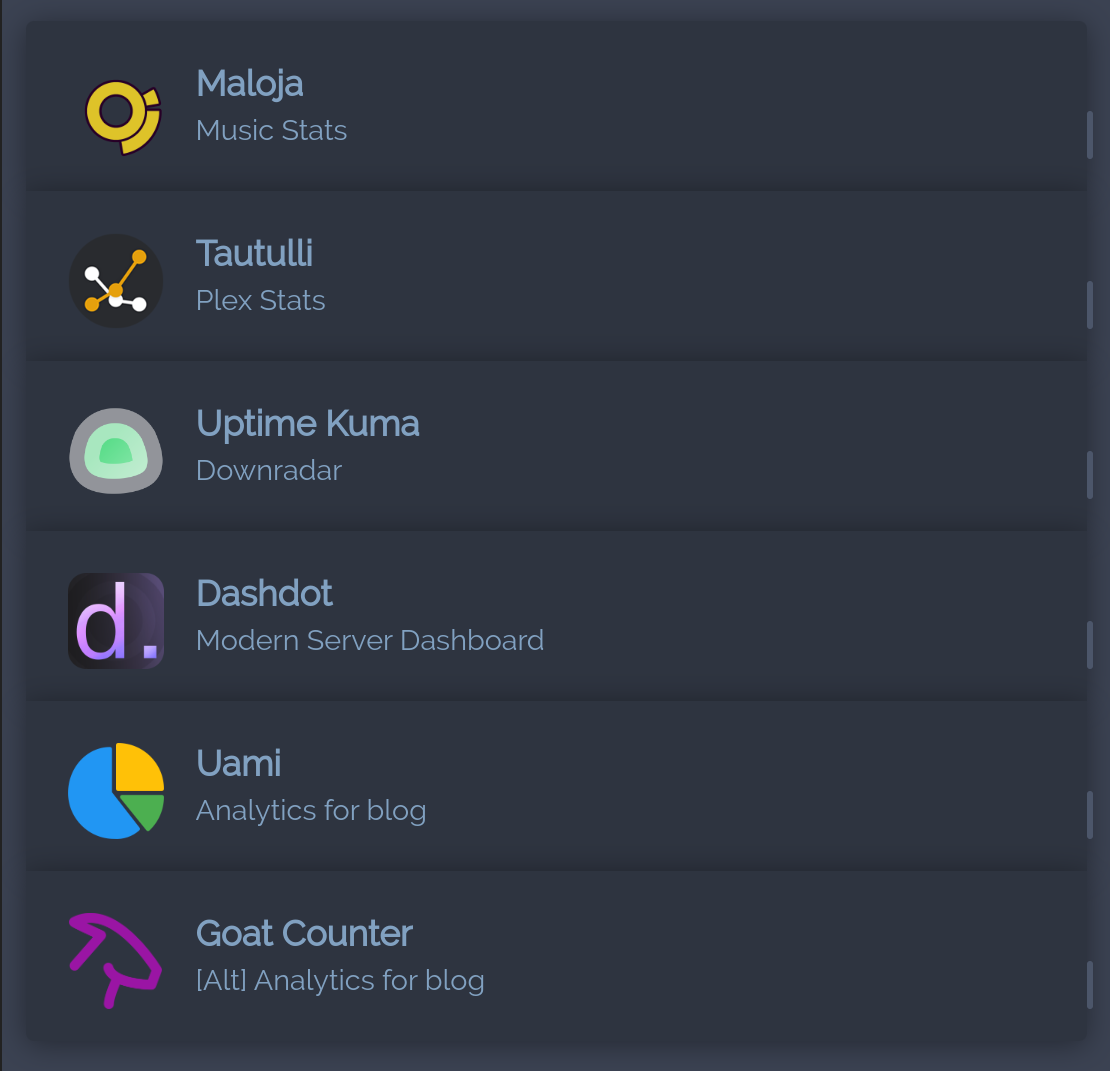 Maloja
Music Stats
Tautulli
Plex Stats
Uptime Kuma
Downradar
d.
Dashdot
Modern Server Dashboard
Uami
Analytics for blog
Goat Counter
[Alt] Analytics for blog